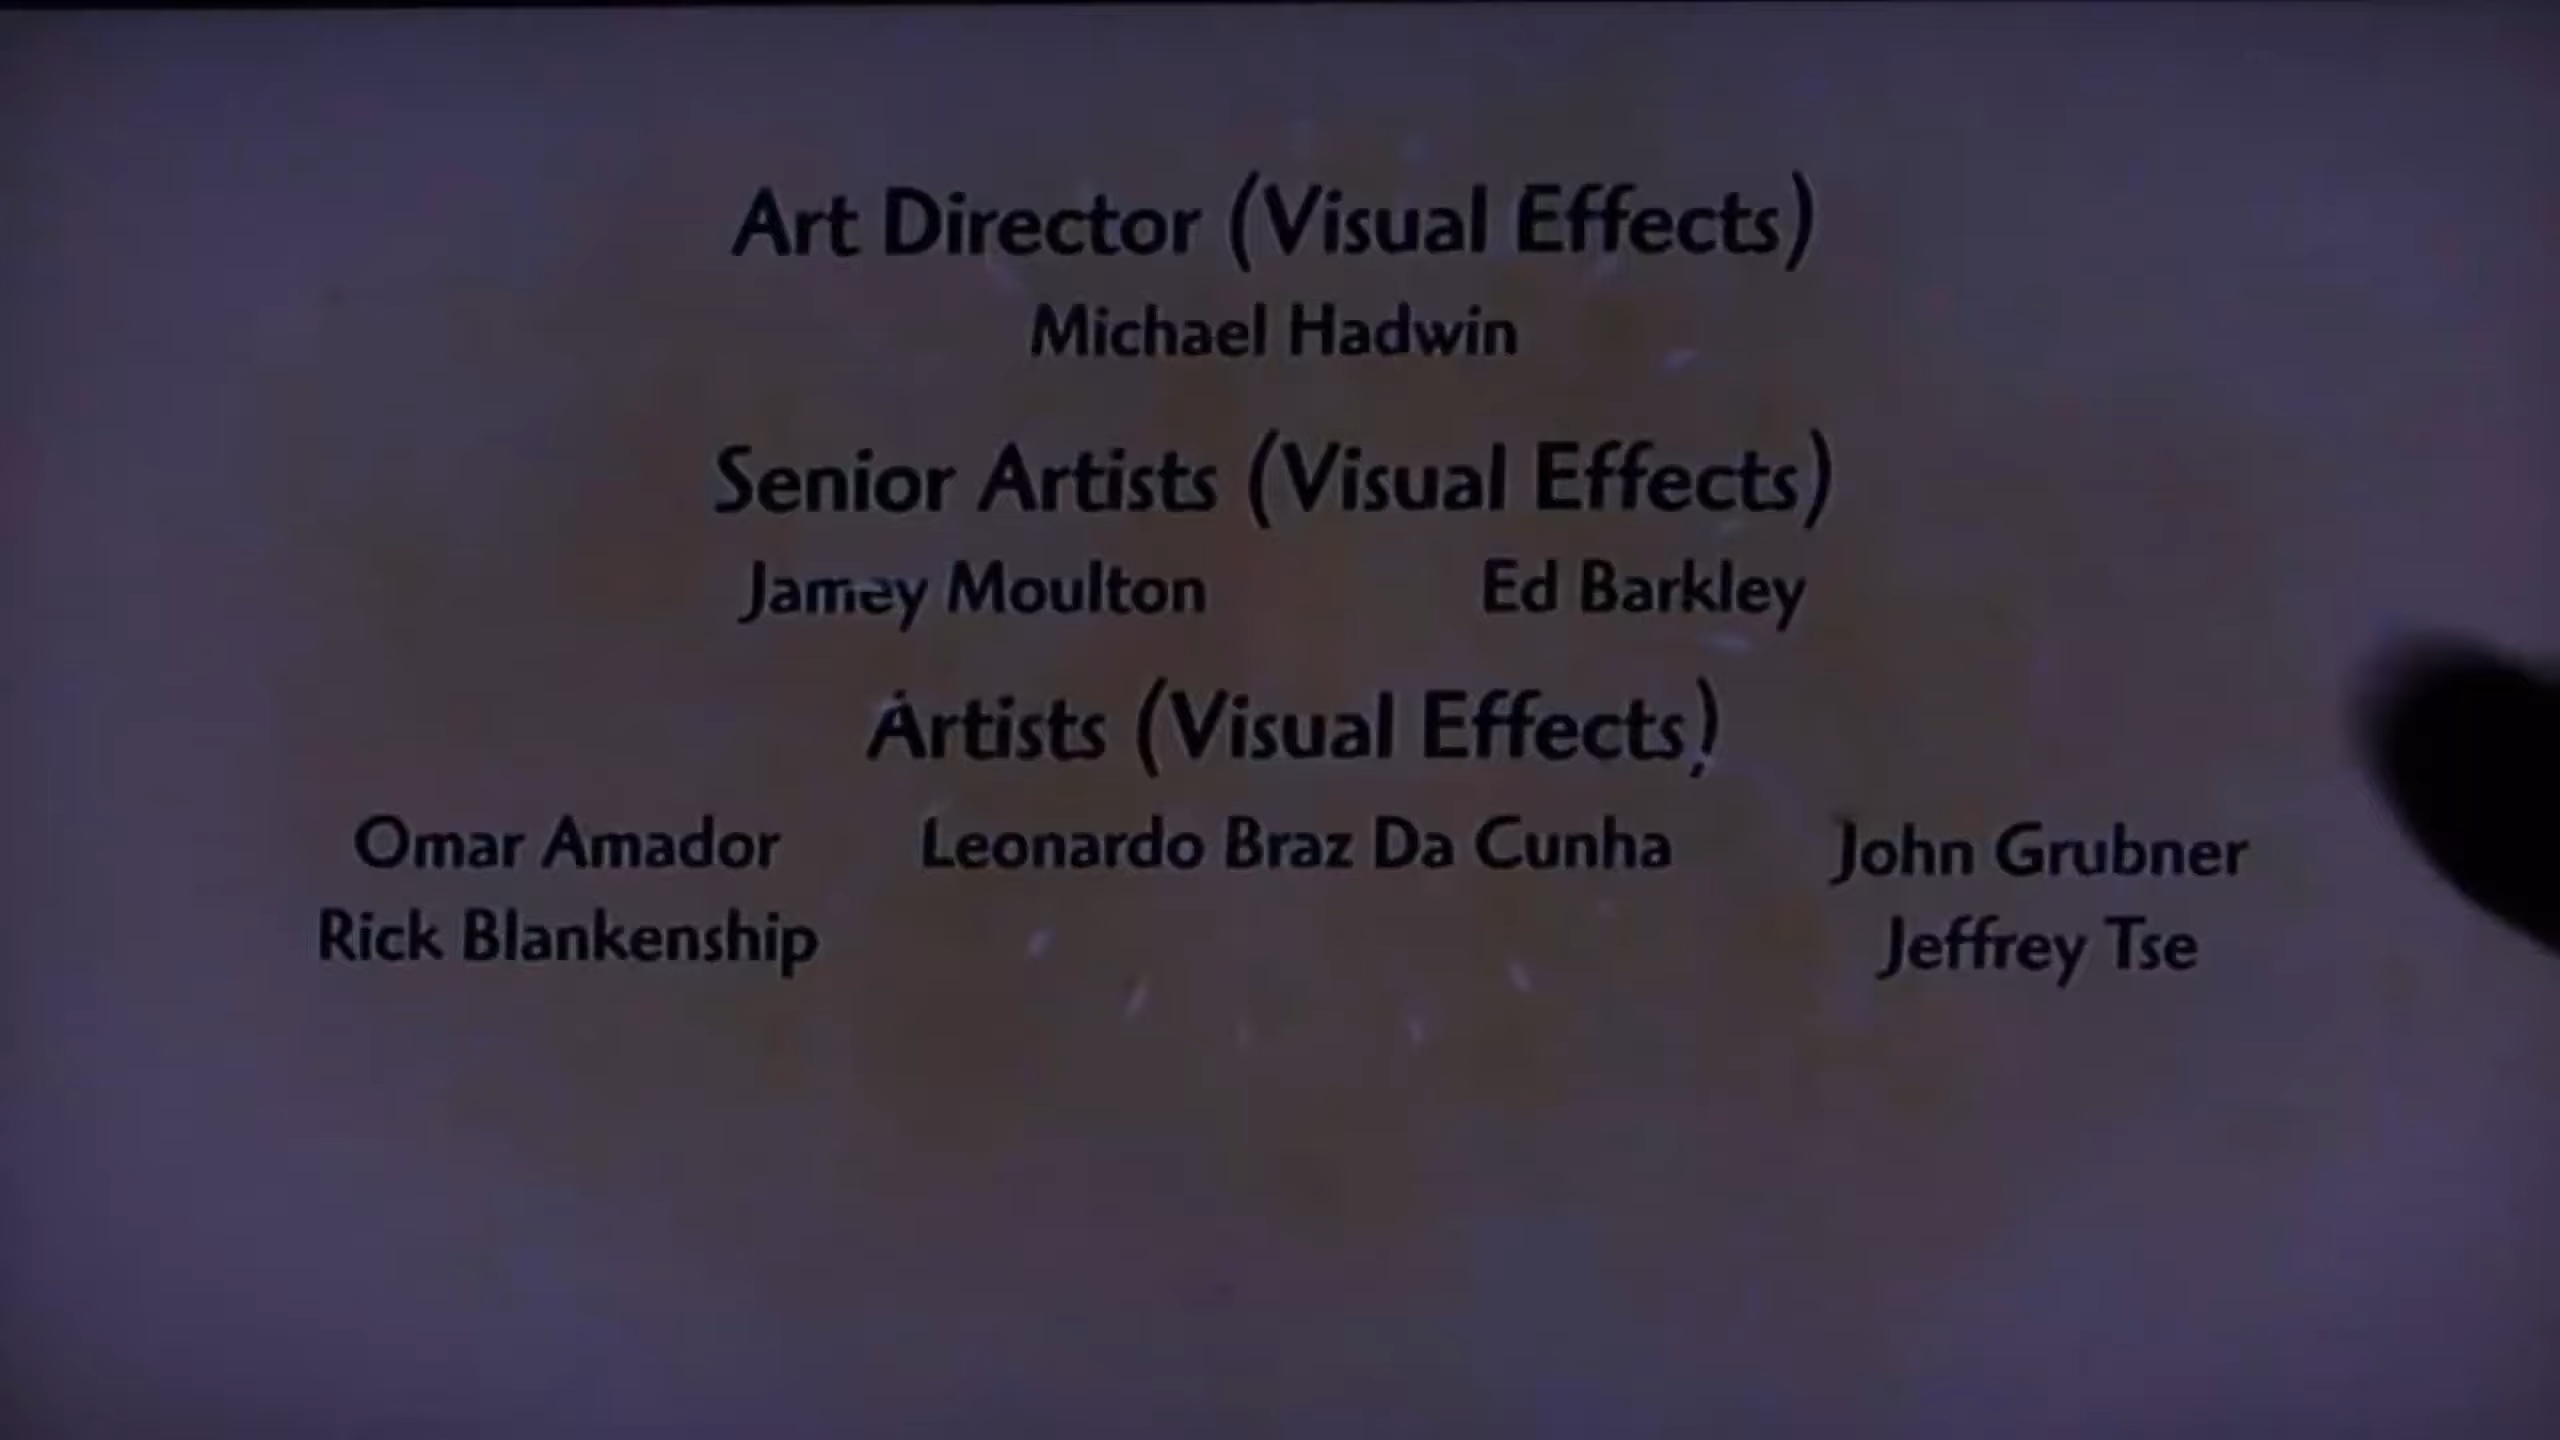 Art Director (Visual Effects)
Michael Hadwin
Senior Artists (Visual Effects)
Jamey Moulton Ed Barkley
Artists (Visual Effects)
Omar Amador Leonardo Braz Da Cunha John Grubner
Rick Blankenship Jeffrey Tse